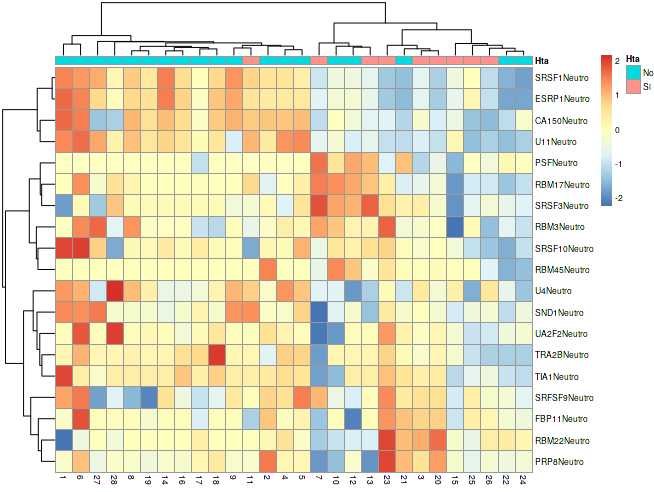 Hta
SRSF1Neutro
ESRP1Neutro
CA150Neutro
U11Neutro
PSFNeutro
RBM17Neutro
SRSF3Neutro
RBM3Neutro
SRSF10Neutro
RBM45Neutro
U4Neutro
SND1Neutro
UA2F2Neutro
TRA2BNeutro
TIA1Neutro
SRFSF9Neutro
FBP11Neutro
RBM22Neutro
PRP8Neutro
1 6 27 28 8 19 14 16 17 18 9 11 2 4 5 7 10 12 13 23 21 3 20 15 25 26 22 24
2
1
0
-1
-2
Hta
No
SI